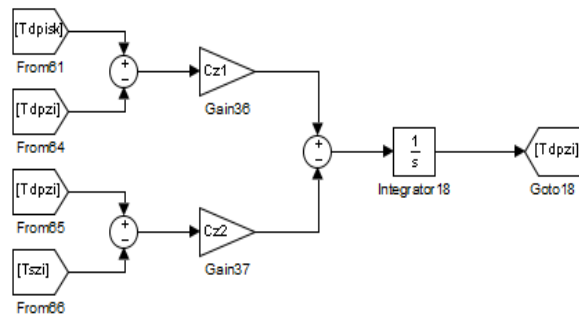 [Tdpisk]
From61
+
−
Cz1
Gain36
[Tdpzi]
From64
+
−
1
s
Integrator18
[Tdpzi]
Goto18
[Tdpzi]
From65
+
−
Cz2
Gain37
[Tszi]
From66